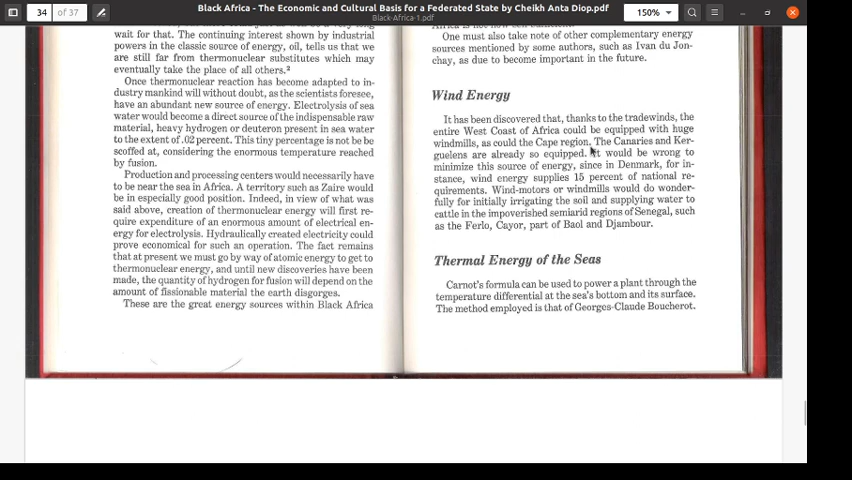 Black Africa - The Economic and Cultural Basis for a Federated State by Cheikh Anta Diop.pdf
Black-Africa-1.pdf
34 of 37
150%
wait for that. The continuing interest shown by industrial
powers in the classic source of energy, oil, tells us that we
are still far from thermonuclear substitutes which may
eventually take the place of all others.²
Once thermonuclear reaction has become adapted to in-
dustry mankind will without doubt, as the scientists foresee,
have an abundant new source of energy. Electrolysis of sea
water would become a direct source of the indispensable raw
material, heavy hydrogen or deuteron present in sea water
to the extent of .02 percent. This tiny percentage is not be be
scoffed at, considering the enormous temperature reached
by fusion.
Production and processing centers would necessarily have
to be near the sea in Africa. A territory such as Zaire would
be in especially good position. Indeed, in view of what was
said above, creation of thermonuclear energy will first re-
quire expenditure of an enormous amount of electrical en-
ergy for electrolysis. Hydraulically created electricity could
prove economical for such an operation. The fact remains
that at present we must go by way of atomic energy to get to
thermonuclear energy, and until new discoveries have been
made, the quantity of hydrogen for fusion will depend on the
amount of fissionable material the earth disgorges.
These are the great energy sources within Black Africa
One must also take note of other complementary energy
sources mentioned by some authors, such as Ivan du Jon-
chay, as due to become important in the future.
Wind Energy
It has been discovered that, thanks to the tradewinds, the
entire West Coast of Africa could be equipped with huge
windmills, as could the Cape region. The Canaries and Ker-
guelens are already so equipped. It would be wrong to
minimize this source of energy, since in Denmark, for in-
stance, wind energy supplies 15 percent of national re-
quirements. Wind-motors or windmills would do wonder-
fully for initially irrigating the soil and supplying water to
cattle in the impoverished semiarid regions of Senegal, such
as the Ferlo, Cayor, part of Baol and Djambour.
Thermal Energy of the Seas
Carnot's formula can be used to power a plant through the
temperature differential at the sea's bottom and its surface.
The method employed is that of Georges-Claude Boucherot.